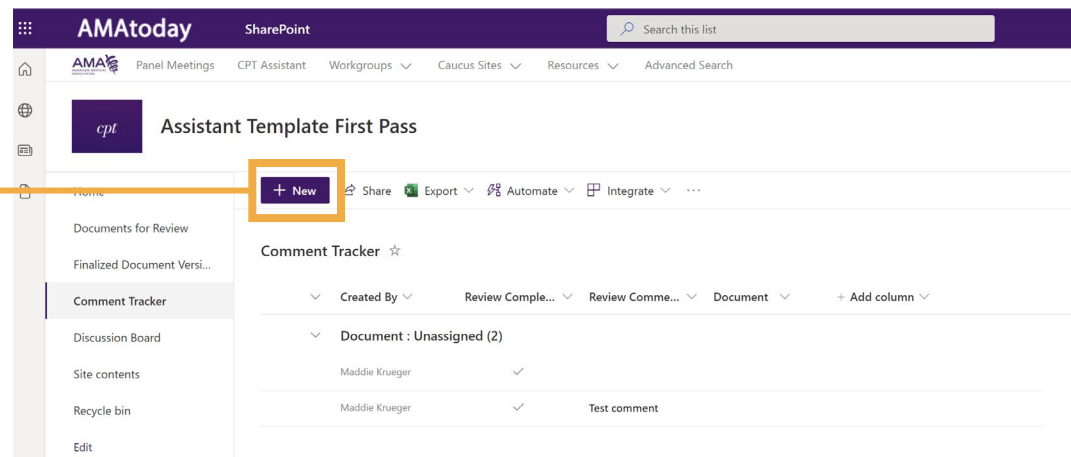 AMAtoday SharePoint Search this list
AMA Panel Meetings CPT Assistant Workgroups Caucus Sites Resources Advanced Search
cpt Assistant Template First Pass
Home + New Share Export Automate Integrate ...
Documents for Review
Comment Tracker
Finalized Document Versi...
Comment Tracker Created By Review Comple... Review Comme... Document + Add column
Discussion Board Document : Unassigned (2)
Site contents Maddie Krueger
Recycle bin Maddie Krueger Test comment
Edit